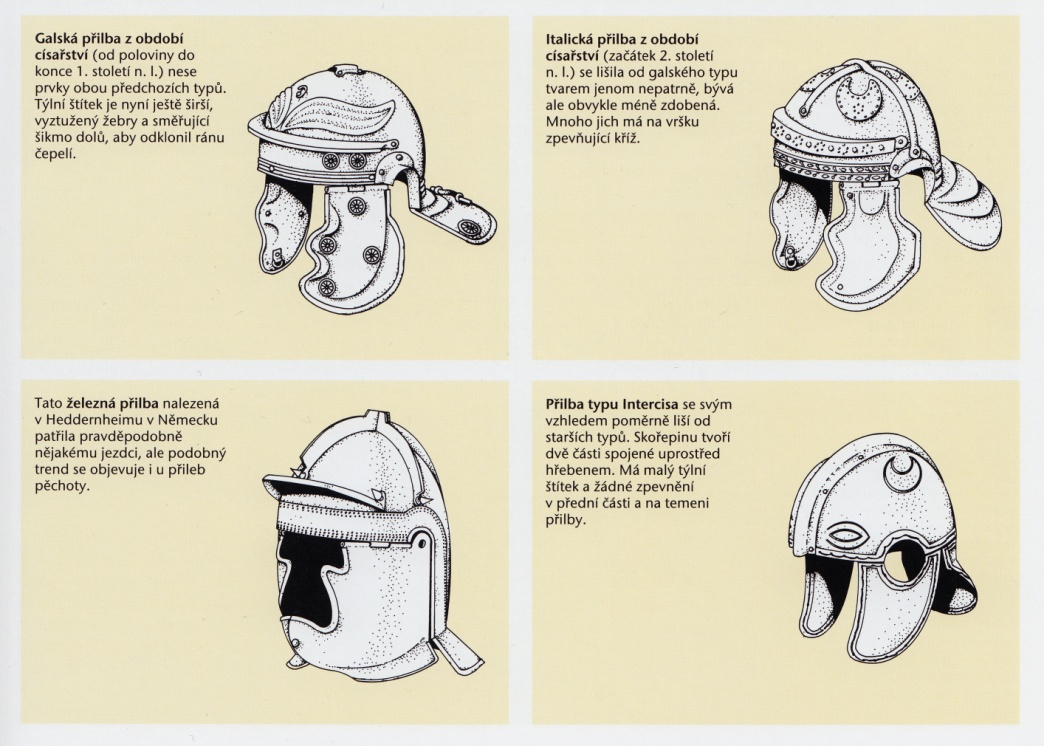 Galská přilba z období
císařství (od poloviny do
konce 1. století n. l.) nese
prvky obou předchozích typů.
Týlní štítek je nyní ještě širší,
vyztužený žebry a směřující
šikmo dolů, aby odklonil ránu
čepelí.
Italická přilba z období
císařství (začátek 2. století
n. l.) se lišila od galského typu
tvarem jenom nepatrně, bývá
ale obvykle méně zdobená.
Mnoho jich má na vršku
zpevňující kříž.
Tato železná přilba nalezená
v Heddernheimu v Německu
patřila pravděpodobně
nějakému jezdci, ale podobný
trend se objevuje i u přileb
pěchoty.
Přilba typu Intercisa se svým
vzhledem poměrně liší od
starších typů. Skořepinu tvoří
dvě části spojené uprostřed
hřebenem. Má malý týlní
štítek a žádné zpevnění
v přední části a na temeni
přilby.